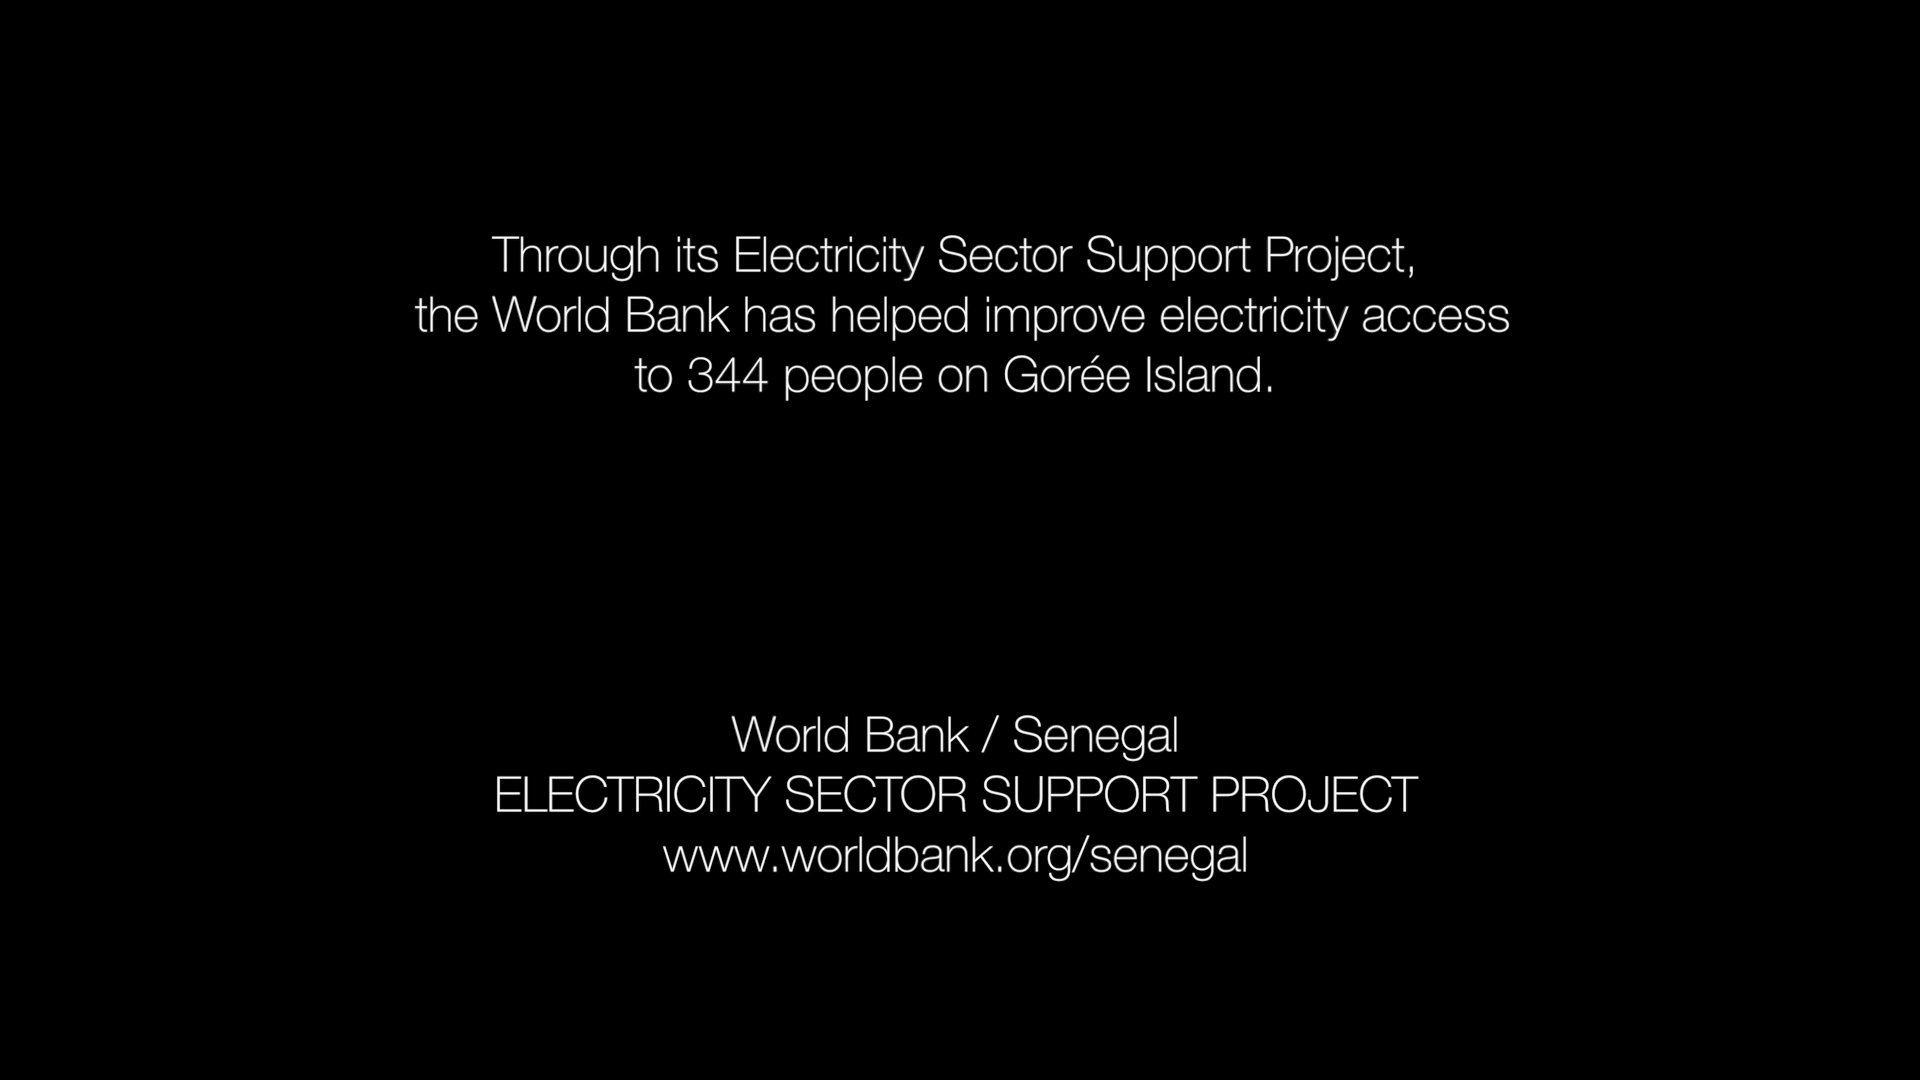 Through its Electricity Sector Support Project,
the World Bank has helped improve electricity access
to 344 people on Gorée Island.
World Bank / Senegal
ELECTRICITY SECTOR SUPPORT PROJECT
www.worldbank.org/senegal